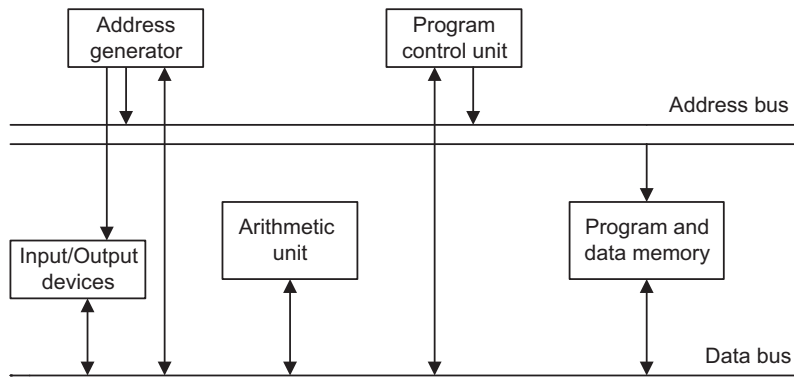 Address
generator
Program
control unit
Address bus
Input/Output
devices
Arithmetic
unit
Program and
data memory
Data bus